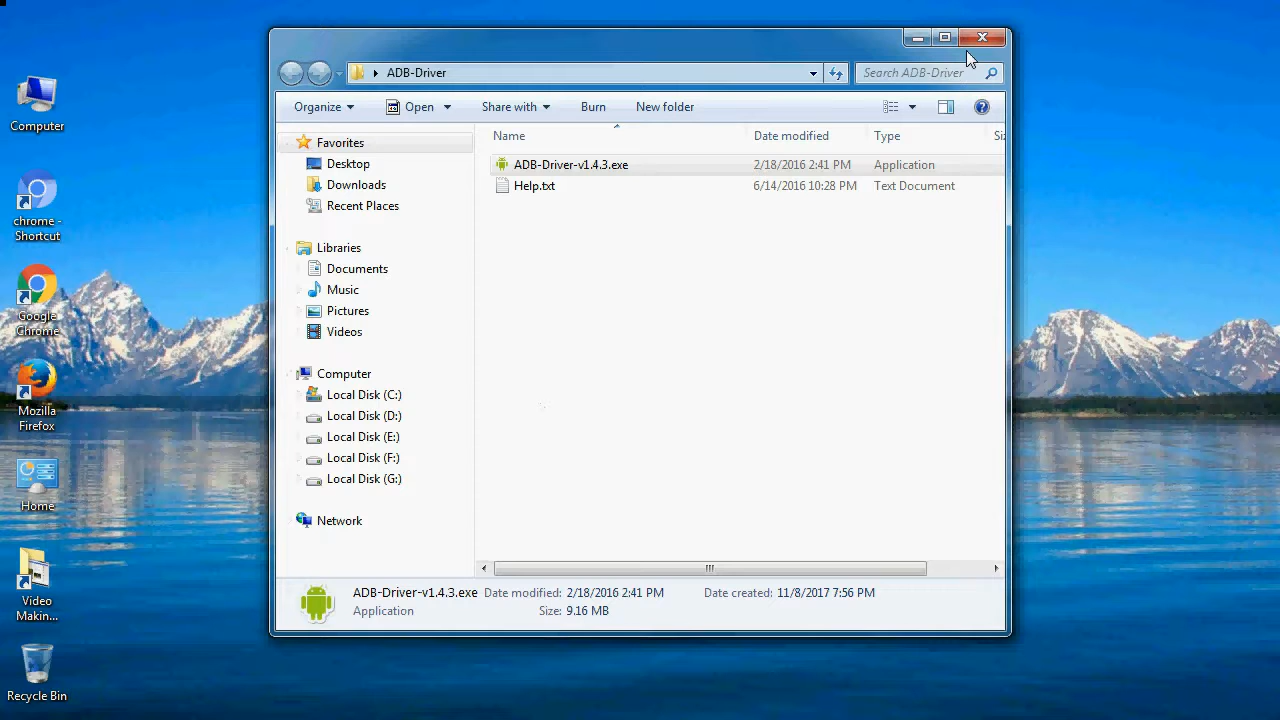 Computer
chrome -
Shortcut
Google
Chrome
Mozilla
Firefox
Home
Video
Makin...
Recycle Bin
ADB-Driver
Search ADB-Driver
Organize
Open
Share with
Burn
New folder
Favorites
Desktop
Downloads
Recent Places
Libraries
Documents
Music
Pictures
Videos
Computer
Local Disk (C:)
Local Disk (D:)
Local Disk (E:)
Local Disk (F:)
Local Disk (G:)
Network
Name Date modified Type Si
ADB-Driver-v1.4.3.exe 2/18/2016 2:41 PM Application
Help.txt 6/14/2016 10:28 PM Text Document
ADB-Driver-v1.4.3.exe Date modified: 2/18/2016 2:41 PM Date created: 11/8/2017 7:56 PM
Application Size: 9.16 MB